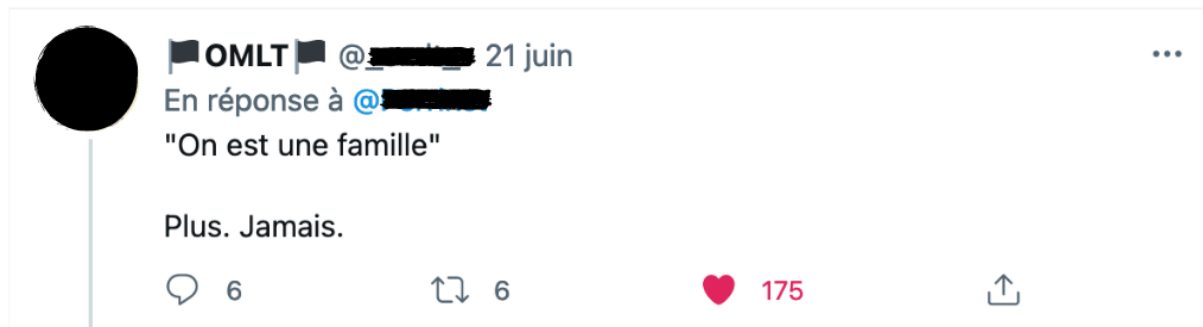 🏴OMLT🏴 @ 21 juin
En réponse à @
"On est une famille"
Plus. Jamais.
6 6 175